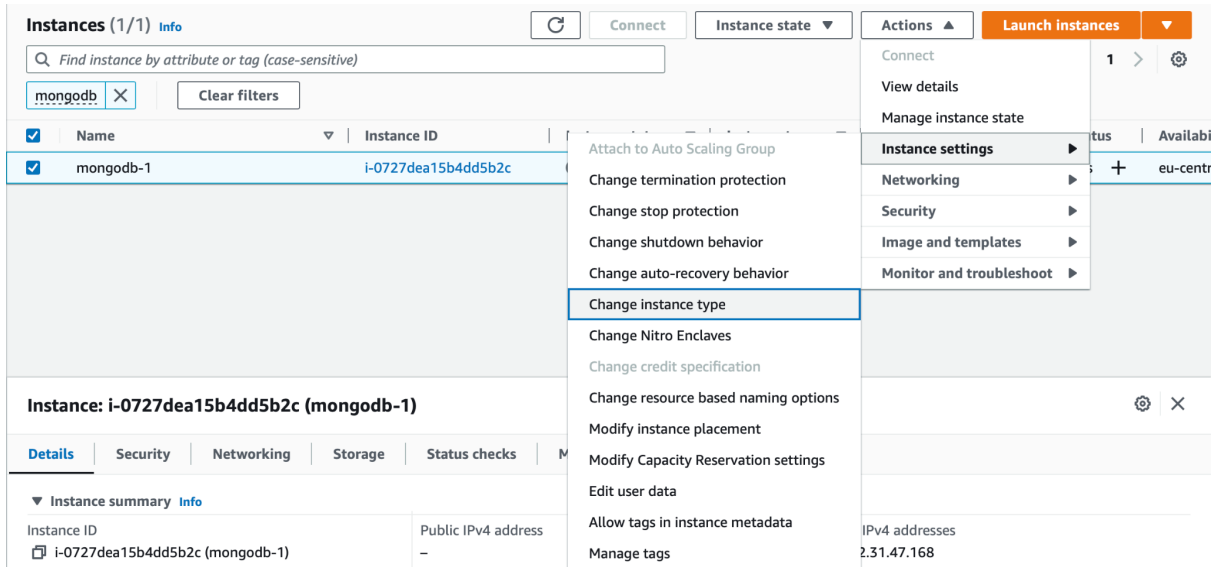 Instances (1/1) Info
Connect
Instance state
Actions
Launch instances
Find instance by attribute or tag (case-sensitive)
1
mongodb
Clear filters
Name
Instance ID
mongodb-1
i-0727dea15b4dd5b2c
eu-centr
Connect
View details
Manage instance state
Instance settings
Networking
Security
Image and templates
Monitor and troubleshoot
Attach to Auto Scaling Group
Change termination protection
Change stop protection
Change shutdown behavior
Change auto-recovery behavior
Change instance type
Change Nitro Enclaves
Change credit specification
Change resource based naming options
Modify instance placement
Modify Capacity Reservation settings
Edit user data
Allow tags in instance metadata
Manage tags
Instance: i-0727dea15b4dd5b2c (mongodb-1)
Details Security Networking Storage Status checks
Instance summary Info
Instance ID
i-0727dea15b4dd5b2c (mongodb-1)
Public IPv4 address
–
IPv4 addresses
2.31.47.168